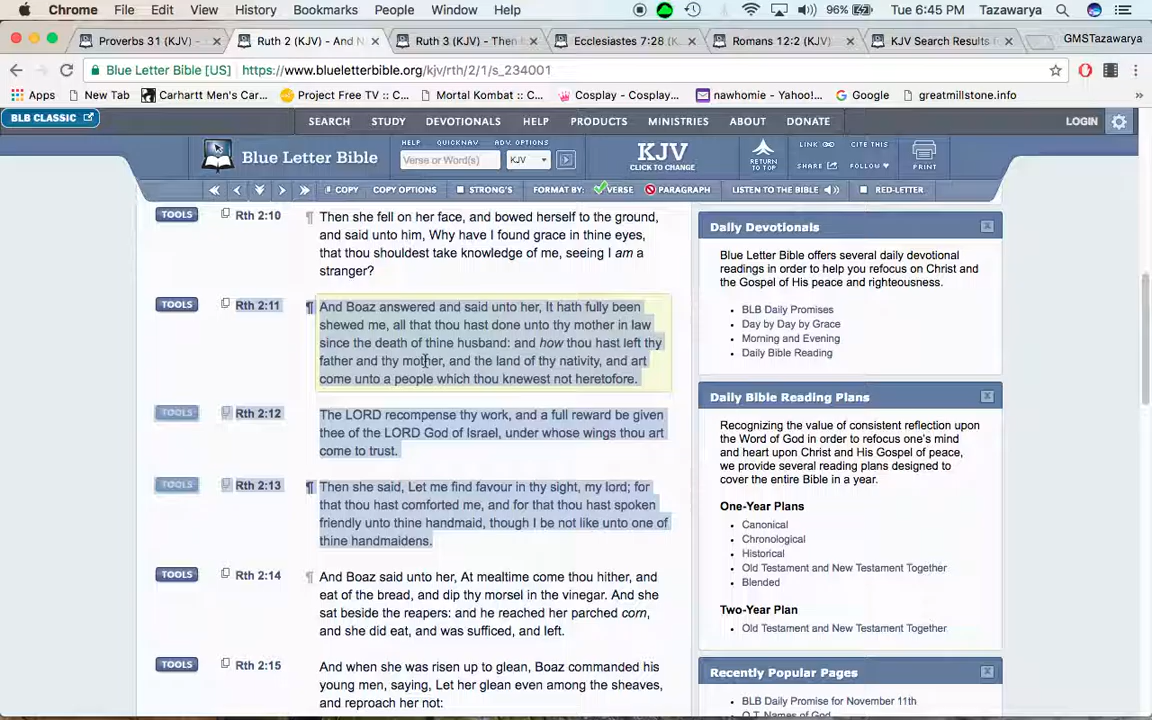 Chrome File Edit View History Bookmarks People Window Help 96% Tue 6:45 PM Tazawarya
Proverbs 31 (KJV) - Ruth 2 (KJV) - And N Ruth 3 (KJV) - Then Ecclesiastes 7:28 (KJV) Romans 12:2 (KJV) KJV Search Results F GMSTazawarya
Blue Letter Bible [US] https://www.blueletterbible.org/kjv/rth/2/1/s_234001
Apps New Tab Carhartt Men's Car... Project Free TV :: C... Mortal Kombat :: C... Cosplay - Cosplay... nawhomie - Yahoo... Google greatmillstone.info »
BLB CLASSIC SEARCH STUDY DEVOTIONALS HELP PRODUCTS MINISTRIES ABOUT DONATE LOGIN
HELP QUICKNAV ADV. OPTIONS
Blue Letter Bible Verse or Word(s) KJV KJV CLICK TO CHANGE RETURN TO TOP LINK CITE THIS SHARE FOLLOW PRINT
COPY COPY OPTIONS STRONG'S FORMAT BY: VERSE PARAGRAPH LISTEN TO THE BIBLE RED-LETTER
TOOLS Rth 2:10 ¶ Then she fell on her face, and bowed herself to the ground,
and said unto him, Why have I found grace in thine eyes,
that thou shouldest take knowledge of me, seeing I am a
stranger?
TOOLS Rth 2:11 ¶ And Boaz answered and said unto her, It hath fully been
shewed me, all that thou hast done unto thy mother in law
since the death of thine husband: and how thou hast left thy
father and thy mother, and the land of thy nativity, and art
come unto a people which thou knewest not heretofore.
TOOLS Rth 2:12 The LORD recompense thy work, and a full reward be given
thee of the LORD God of Israel, under whose wings thou art
come to trust.
TOOLS Rth 2:13 ¶ Then she said, Let me find favour in thy sight, my lord; for
that thou hast comforted me, and for that thou hast spoken
friendly unto thine handmaid, though I be not like unto one of
thine handmaidens.
TOOLS Rth 2:14 ¶ And Boaz said unto her, At mealtime come thou hither, and
eat of the bread, and dip thy morsel in the vinegar. And she
sat beside the reapers: and he reached her parched corn,
and she did eat, and was sufficed, and left.
TOOLS Rth 2:15 And when she was risen up to glean, Boaz commanded his
young men, saying, Let her glean even among the sheaves,
and reproach her not:
Daily Devotionals
Blue Letter Bible offers several daily devotional
readings in order to help you refocus on Christ and
the Gospel of His peace and righteousness.
BLB Daily Promises
Day by Day by Grace
Morning and Evening
Daily Bible Reading
Daily Bible Reading Plans
Recognizing the value of consistent reflection upon
the Word of God in order to refocus one's mind
and heart upon Christ and His Gospel of peace,
we provide several reading plans designed to
cover the entire Bible in a year.
One-Year Plans
Canonical
Chronological
Historical
Old Testament and New Testament Together
Blended
Two-Year Plan
Old Testament and New Testament Together
Recently Popular Pages
BLB Daily Promise for November 11th
O.T. Names of God